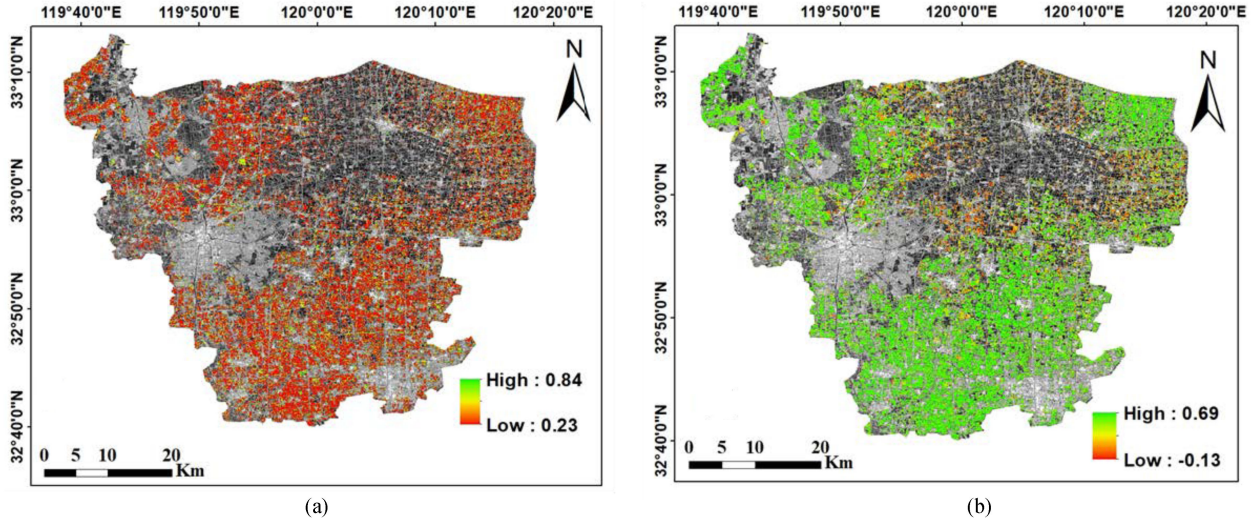 119°40'0"E 119°50'0"E 120°0'0"E 120°10'0"E 120°20'0"E
N
33°10'0"N
33°0'0"N
32°50'0"N
32°40'0"N
High : 0.84
Low : 0.23
0 5 10 20
Km
(a)
119°40'0"E 119°50'0"E 120°0'0"E 120°10'0"E 120°20'0"E
N
33°10'0"N
33°0'0"N
32°50'0"N
32°40'0"N
High : 0.69
Low : -0.13
0 5 10 20
Km
(b)